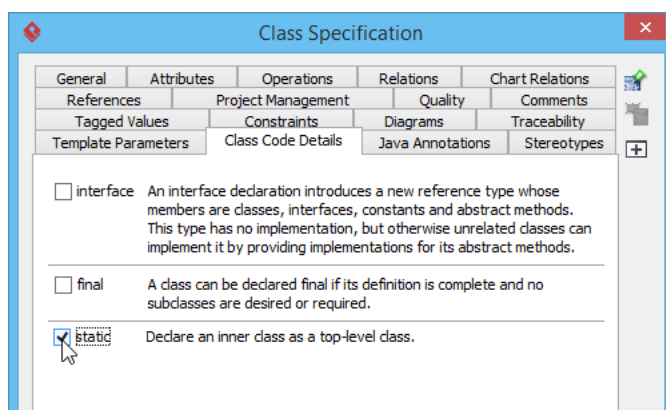 Class Specification
General Attributes Operations Relations Chart Relations
References Project Management Quality Comments
Tagged Values Constraints Diagrams Traceability
Template Parameters Class Code Details Java Annotations Stereotypes
interface An interface declaration introduces a new reference type whose
members are classes, interfaces, constants and abstract methods.
This type has no implementation, but otherwise unrelated classes can
implement it by providing implementations for its abstract methods.
final A class can be declared final if its definition is complete and no
subclasses are desired or required.
static Declare an inner class as a top-level class.